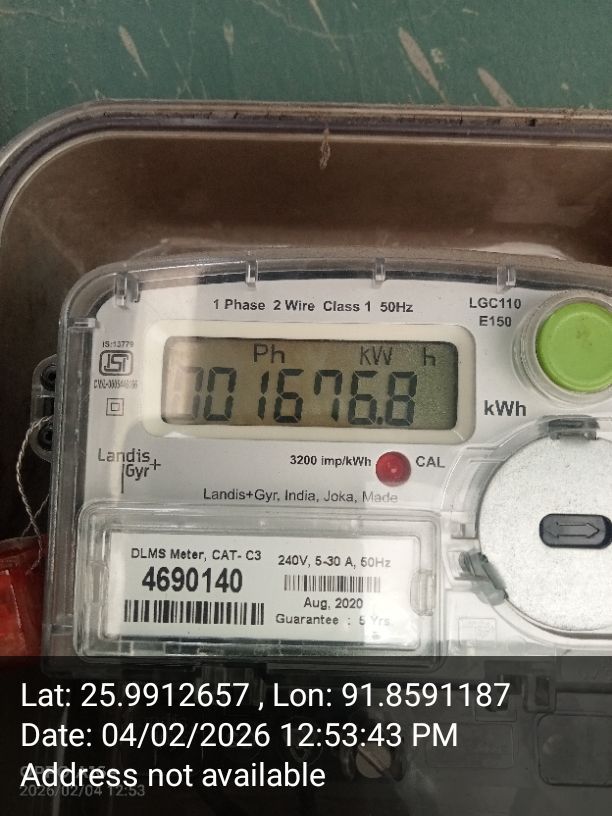 1 Phase 2 Wire Class 1 50Hz
LGC110
E150
IS:13779
Ph kW h
001676.8
kWh
Landis
Gyr+
3200 imp/kWh
CAL
Landis+Gyr, India, Joka, Made
DLMS Meter, CAT- C3
4690140
240V, 5-30 A, 50Hz
Aug, 2020
Guarantee : 5 Yrs.
Lat: 25.9912657 , Lon: 91.8591187
Date: 04/02/2026 12:53:43 PM
Address not available
2026/02/04 12:53